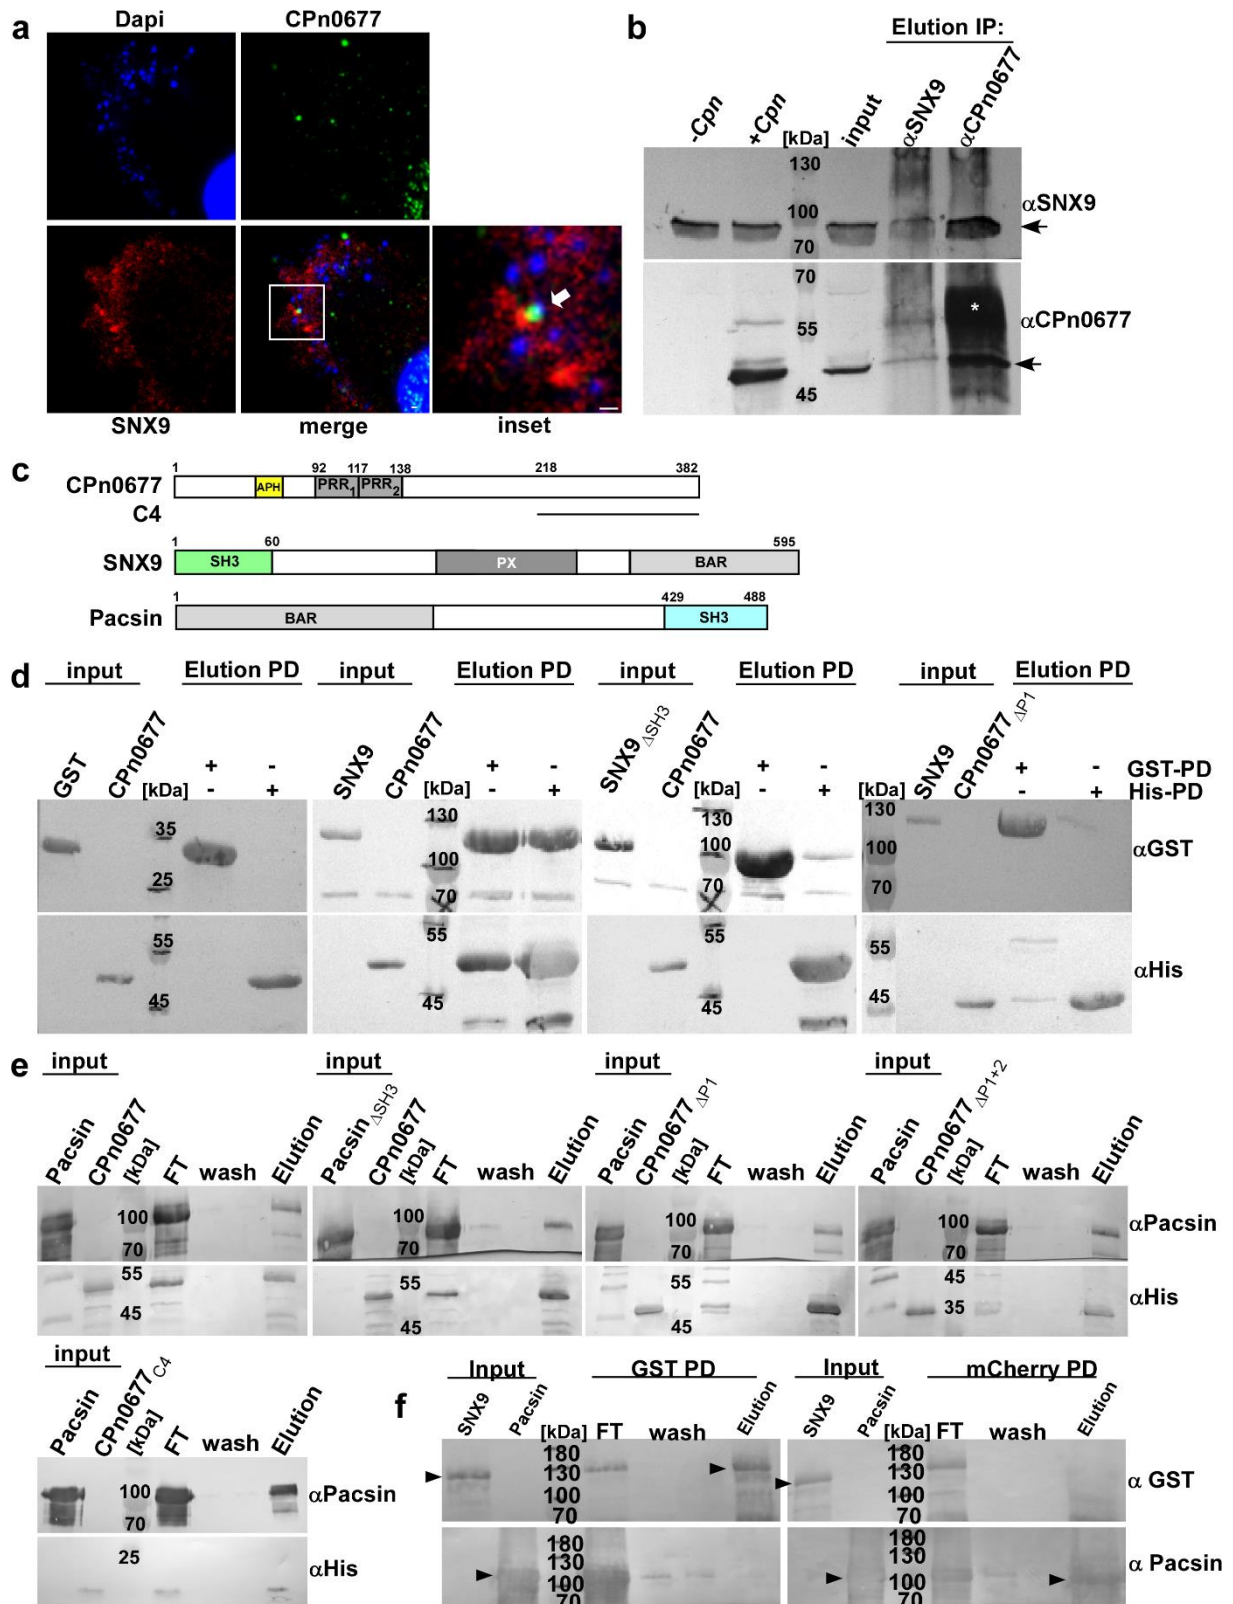 a
Dapi
CPn0677
SNX9
merge
inset
b
Elution IP:
-Cpn
+Cpn
[kDa]
input
αSNX9
αCPn0677
130
100
70
αSNX9
70
55
45
*
αCPn0677
c
1 92 117 138 218 382
CPn0677 APH PRR1 PRR2
C4
1 60 595
SNX9 SH3 PX BAR
1 429 488
Pacsin BAR SH3
d
input Elution PD
GST CPn0677 [kDa] + -
- +
35
25
55
45
input Elution PD
SNX9 CPn0677 [kDa] + -
- +
130
100
70
55
45
input Elution PD
SNX9ΔSH3 CPn0677 [kDa] + -
- +
130
100
70
55
45
input Elution PD
[kDa] SNX9 CPn0677ΔP1 + - GST-PD
- + His-PD
130
100
70
αGST
55
45
αHis
e
input
Pacsin CPn0677 [kDa] FT wash Elution
100
70
55
45
input
PacsinΔSH3 CPn0677 [kDa] FT wash Elution
100
70
55
45
input
Pacsin CPn0677ΔP1 [kDa] FT wash Elution
100
70
55
45
input
Pacsin CPn0677ΔP1+2 [kDa] FT wash Elution
100
70
αPacsin
45
35
αHis
input
Pacsin CPn0677C4 [kDa] FT wash Elution
100
70
αPacsin
25
αHis
f
Input GST PD
SNX9 Pacsin [kDa] FT wash Elution
180
130
100
70
180
130
100
70
Input mCherry PD
SNX9 Pacsin [kDa] FT wash Elution
180
130
100
70
α GST
180
130
100
70
α Pacsin